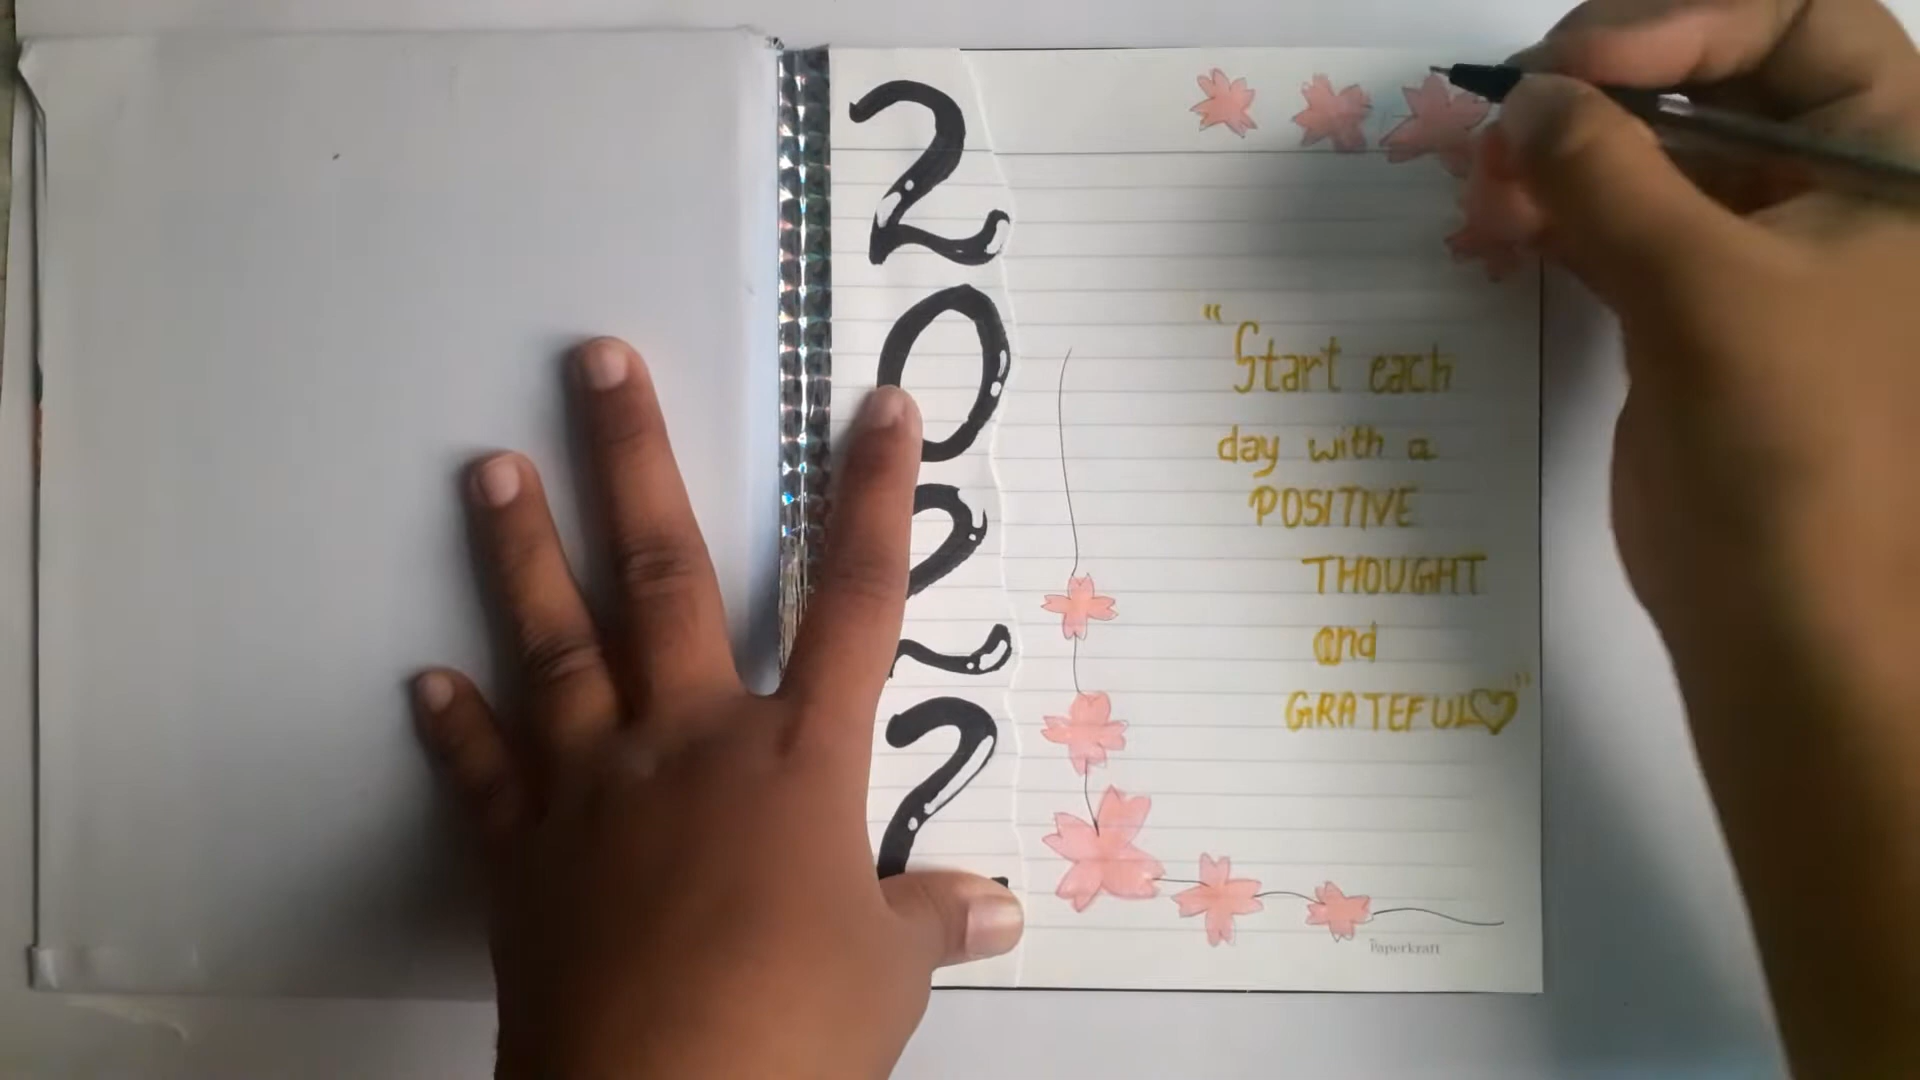 2022
“Start each
day with a
POSITIVE
THOUGHT
and
GRATEFUL♡”
Paperkraft